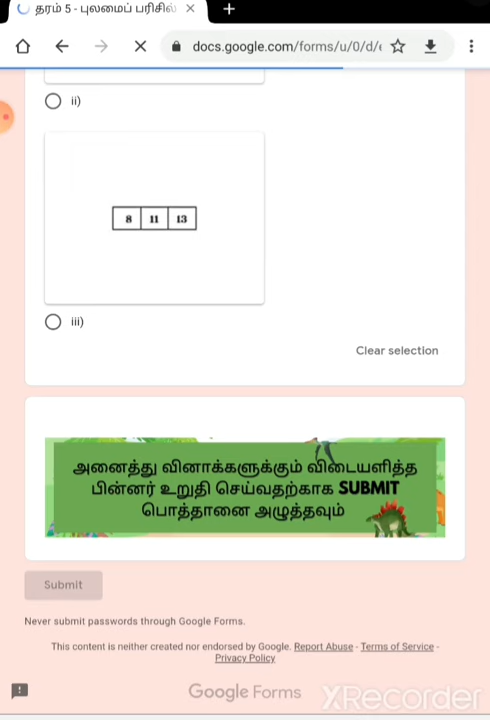 தரம் 5 - புலமைப் பரிசில்
docs.google.com/forms/u/0/d/
ii)
8 11 13
iii)
Clear selection
அனைத்து வினாக்களுக்கும் விடையளித்த
பின்னர் உறுதி செய்வதற்காக SUBMIT
பொத்தானை அழுத்தவும்
Submit
Never submit passwords through Google Forms.
This content is neither created nor endorsed by Google. Report Abuse - Terms of Service -
Privacy Policy
Google Forms
XRecorder